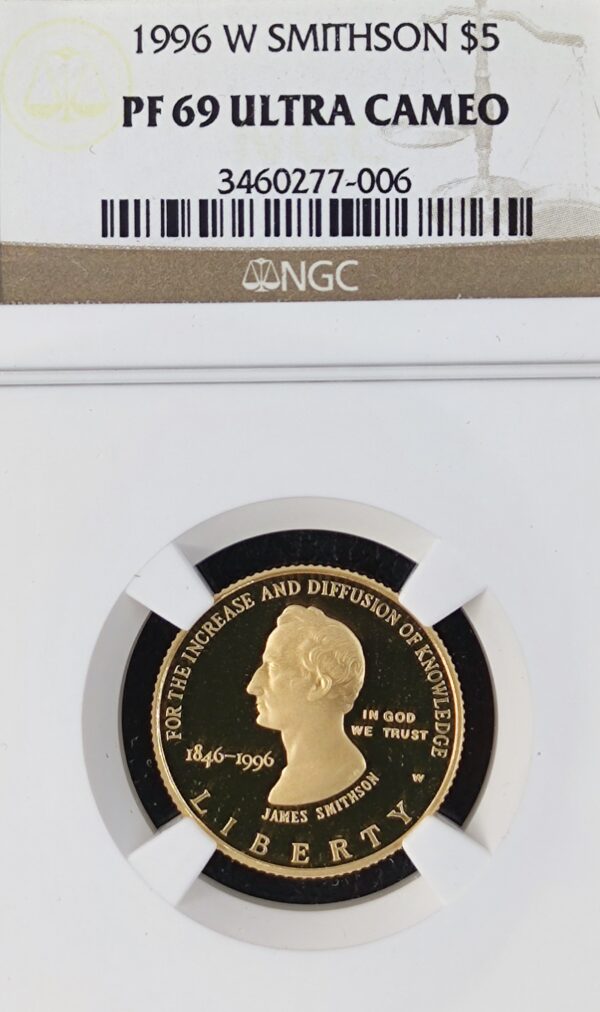 1996 W SMITHSON $5
PF 69 ULTRA CAMEO
3460277-006
NGC
FOR THE INCREASE AND DIFFUSION OF KNOWLEDGE
IN GOD
WE TRUST
1846-1996
W
JAMES SMITHSON
LIBERTY